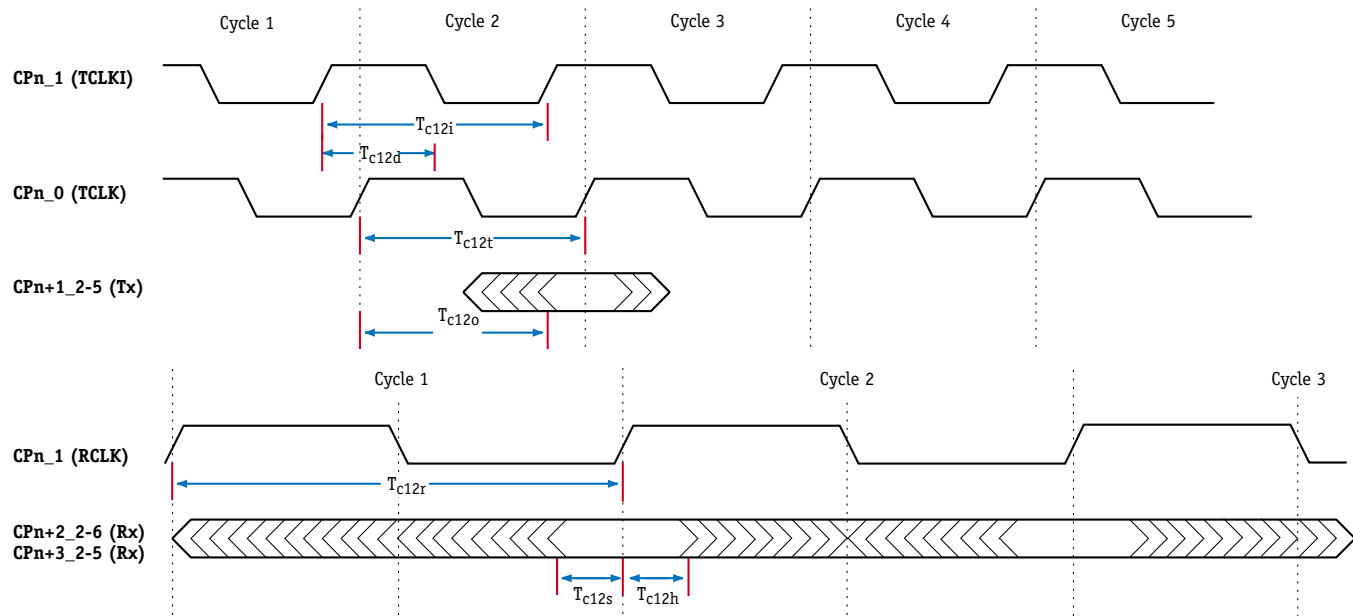 Cycle 1 Cycle 2 Cycle 3 Cycle 4 Cycle 5
CPn_1 (TCLKI)
Tc12i
Tc12d
CPn_0 (TCLK)
Tc12t
CPn+1_2-5 (Tx)
Tc12o
Cycle 1 Cycle 2 Cycle 3
CPn_1 (RCLK)
Tc12r
CPn+2_2-6 (Rx)
CPn+3_2-5 (Rx)
Tc12s Tc12h